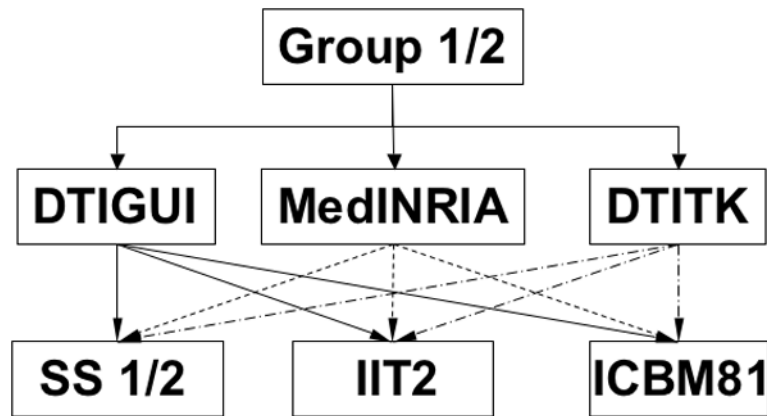 Group 1/2
DTIGUI
MedINRIA
DTITK
SS 1/2
IIT2
ICBM81